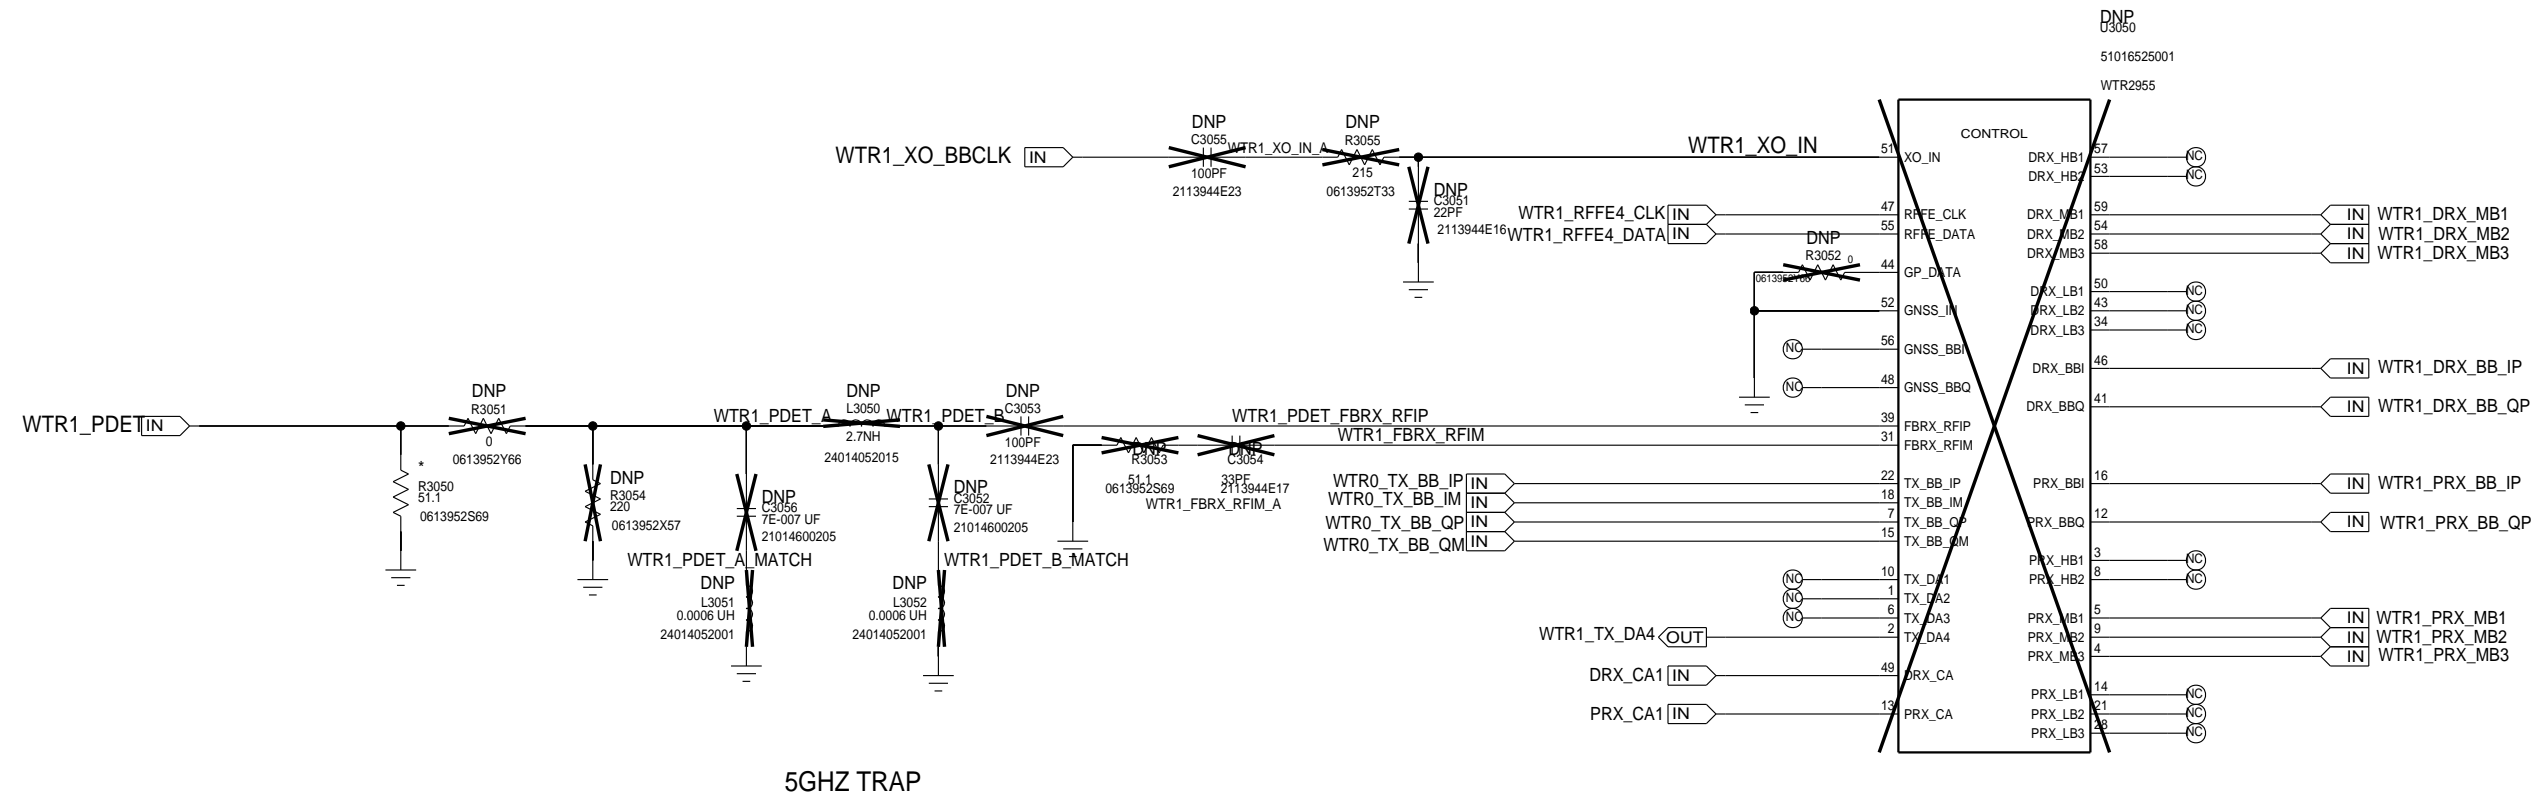 DNP
U3050
51016525001
WTR2955
CONTROL
WTR1_XO_BBCLK IN
DNP
C3055
100PF
2113944E23
WTR1_XO_IN_A
DNP
R3055
215
0613952T33
DNP
C3051
22PF
2113944E16
WTR1_XO_IN
51 XO_IN
WTR1_RFFE4_CLK IN 47 RFFE_CLK
WTR1_RFFE4_DATA IN 55 RFFE_DATA
DNP
R3052 0
44 GP_DATA
52 GNSS_IN
NC 56 GNSS_BBI
NC 48 GNSS_BBQ
39 FBRX_RFIP
31 FBRX_RFIM
WTR0_TX_BB_IP IN 22 TX_BB_IP
WTR0_TX_BB_IM IN 18 TX_BB_IM
WTR0_TX_BB_QP IN 7 TX_BB_QP
WTR0_TX_BB_QM IN 15 TX_BB_QM
NC 10 TX_DA1
NC 1 TX_DA2
NC 6 TX_DA3
WTR1_TX_DA4 OUT 2 TX_DA4
DRX_CA1 IN 49 DRX_CA
PRX_CA1 IN 13 PRX_CA
DRX_HB1 57 NC
DRX_HB2 53 NC
DRX_MB1 59 IN WTR1_DRX_MB1
DRX_MB2 54 IN WTR1_DRX_MB2
DRX_MB3 58 IN WTR1_DRX_MB3
DRX_LB1 50 NC
DRX_LB2 43 NC
DRX_LB3 34 NC
DRX_BBI 46 IN WTR1_DRX_BB_IP
DRX_BBQ 41 IN WTR1_DRX_BB_QP
PRX_BBI 16 IN WTR1_PRX_BB_IP
PRX_BBQ 12 IN WTR1_PRX_BB_QP
PRX_HB1 3 NC
PRX_HB2 8 NC
PRX_MB1 5 IN WTR1_PRX_MB1
PRX_MB2 9 IN WTR1_PRX_MB2
PRX_MB3 4 IN WTR1_PRX_MB3
PRX_LB1 14 NC
PRX_LB2 21 NC
PRX_LB3 28 NC
WTR1_PDET IN
*
R3050
51.1
0613952S69
DNP
R3051
0
0613952Y66
DNP
R3054
220
0613952X57
WTR1_PDET_A
DNP
C3056
7E-007 UF
21014600205
WTR1_PDET_A_MATCH
DNP
L3051
0.0006 UH
24014052001
DNP
L3050
2.7NH
24014052015
WTR1_PDET_B
DNP
C3052
7E-007 UF
21014600205
WTR1_PDET_B_MATCH
DNP
L3052
0.0006 UH
24014052001
DNP
C3053
100PF
2113944E23
WTR1_PDET_FBRX_RFIP
WTR1_FBRX_RFIM
DNP
R3053
51.1
0613952S69
DNP
C3054
33PF
2113944E17
WTR1_FBRX_RFIM_A
5GHZ TRAP